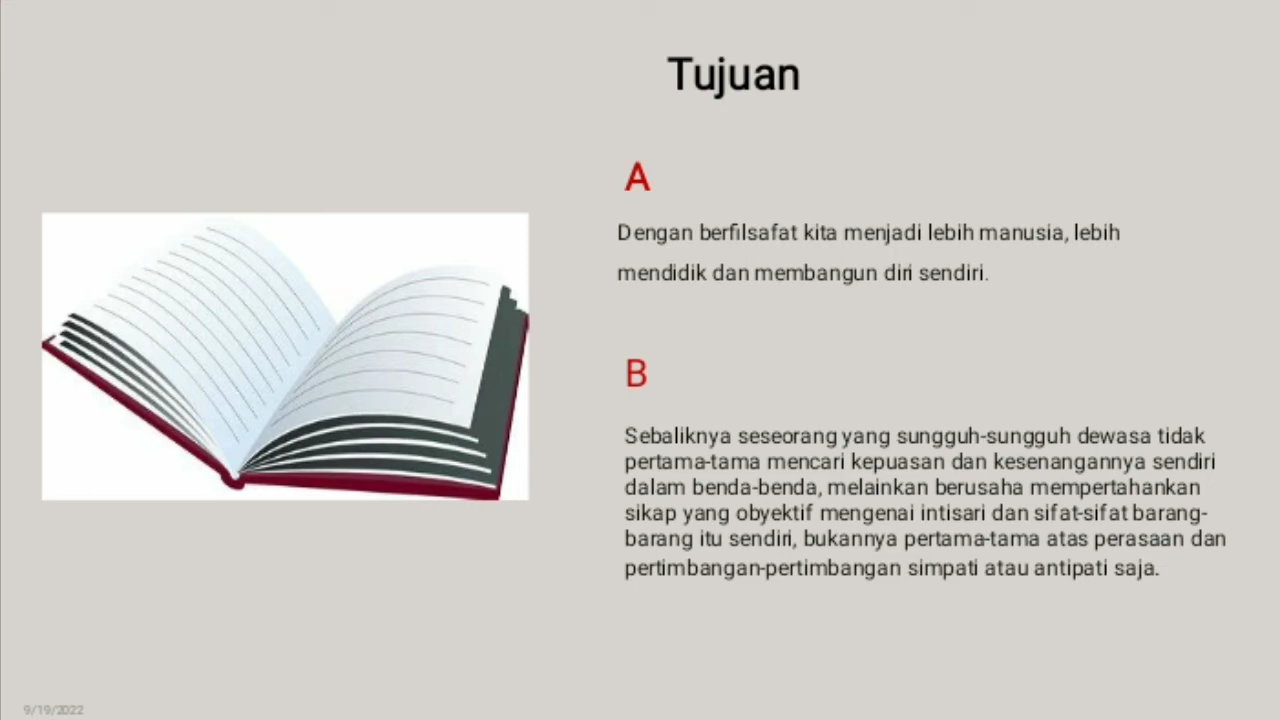 Tujuan
A
Dengan berfilsafat kita menjadi lebih manusia, lebih
mendidik dan membangun diri sendiri.
B
Sebaliknya seseorang yang sungguh-sungguh dewasa tidak
pertama-tama mencari kepuasan dan kesenangannya sendiri
dalam benda-benda, melainkan berusaha mempertahankan
sikap yang obyektif mengenai intisari dan sifat-sifat barang-
barang itu sendiri, bukannya pertama-tama atas perasaan dan
pertimbangan-pertimbangan simpati atau antipati saja.
9/19/2022